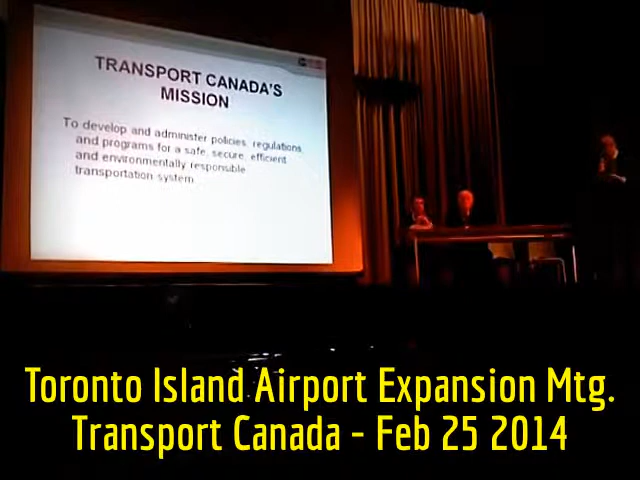 TRANSPORT CANADA'S
MISSION
To develop and administer policies, regulations
and programs for a safe, secure, efficient
and environmentally responsible
transportation system.
Toronto Island Airport Expansion Mtg.
Transport Canada - Feb 25 2014